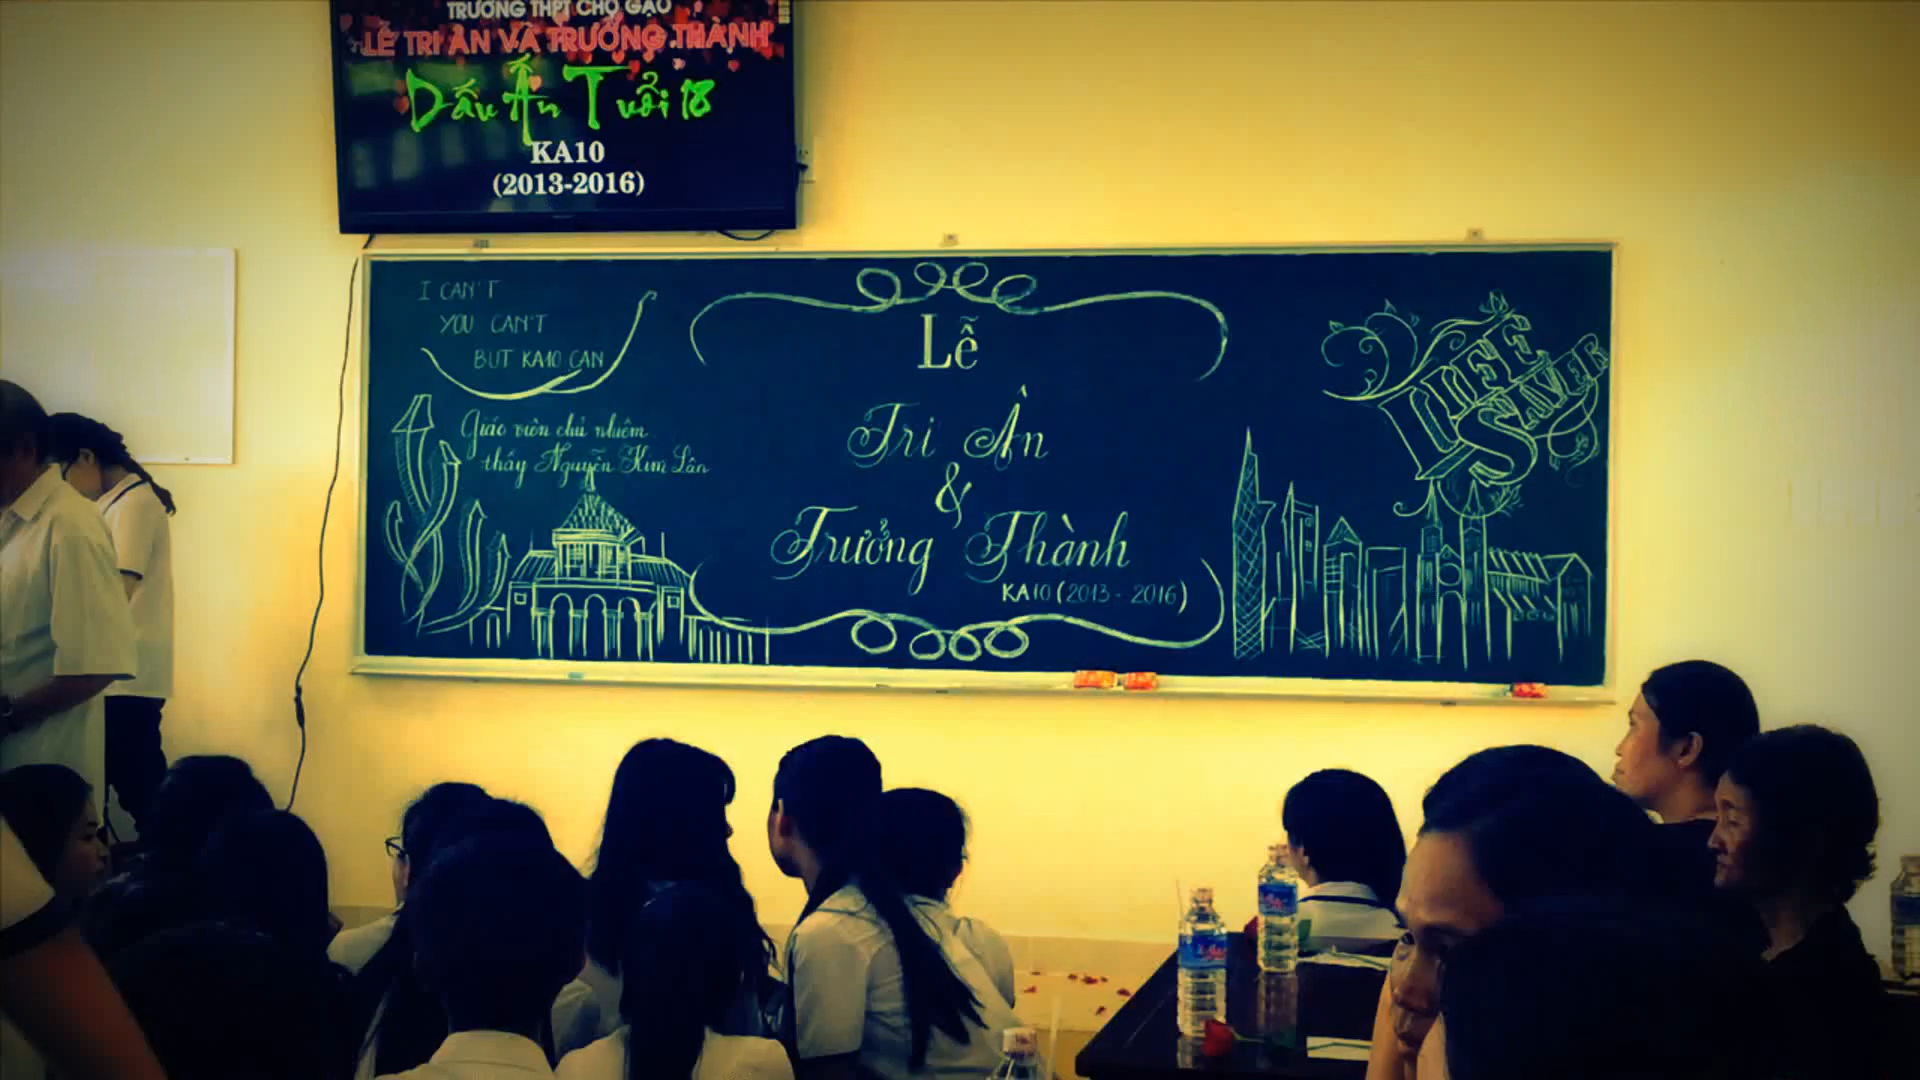 TRƯỜNG THPT CHỢ GẠO
LỄ TRI ÂN VÀ TRƯỞNG THÀNH
Dấu Ấn Tuổi 18
KA10
(2013-2016)
I CAN'T
YOU CAN'T
BUT KA10 CAN
Giáo viên chủ nhiệm
thầy Nguyễn Kim Lân
Lễ
Tri Ân
&
Trưởng Thành
KA10 (2013 - 2016)
LIFE
SAVER